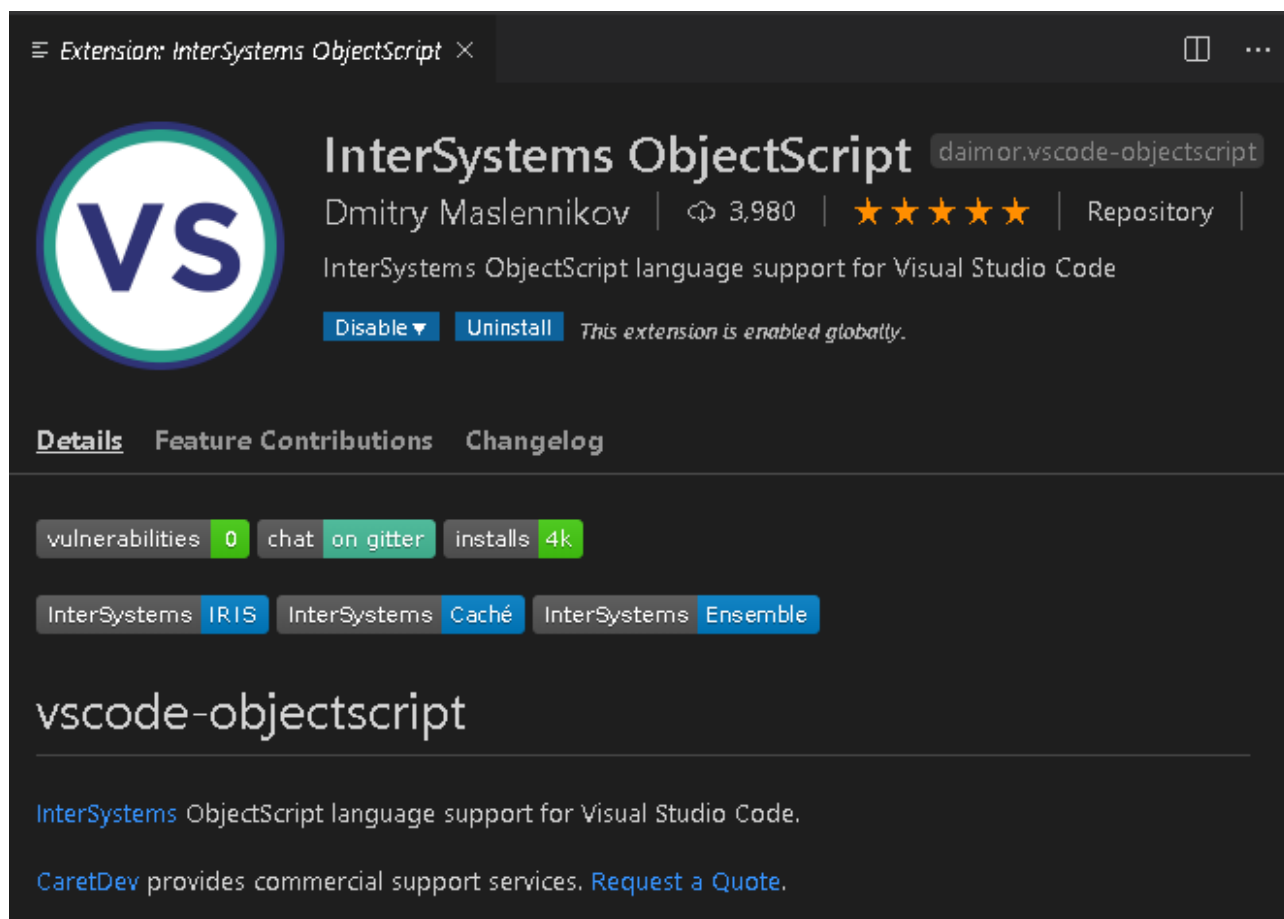 Extension: InterSystems ObjectScript
VS
InterSystems ObjectScript daimor.vscode-objectscript
Dmitry Maslennikov 3,980 Repository
InterSystems ObjectScript language support for Visual Studio Code
Disable Uninstall This extension is enabled globally.
Details Feature Contributions Changelog
vulnerabilities 0 chat on gitter installs 4k
InterSystems IRIS InterSystems Caché InterSystems Ensemble
vscode-objectscript
InterSystems ObjectScript language support for Visual Studio Code.
CaretDev provides commercial support services. Request a Quote.